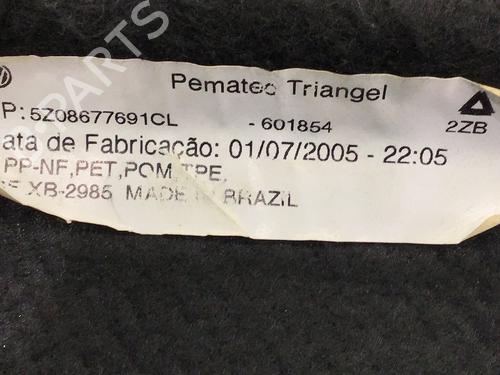 Pematec Triangel
P: 5Z08677691CL - 601854 2ZB
ata de Fabricação: 01/07/2005 - 22:05
PP-NF,PET,POM,TPE,
XB-2985 MADE IN BRAZIL